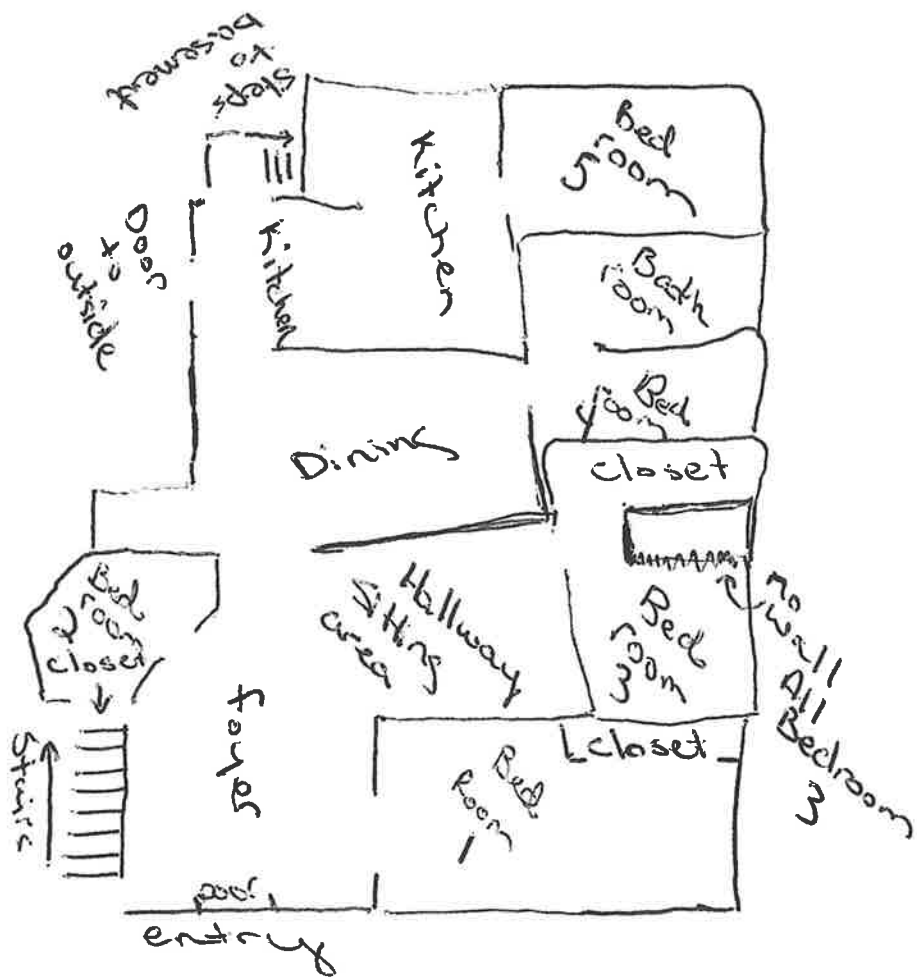 steps
to
basement
Kitchen
Bed
room
5
Door
to
outside
Kitchen
Bath
room
Bed
room
Dining
closet
Bed
room
2
closet
Hallway
Sitting
area
Bed
room
3
no
wall
All
Bedroom
3
Stairs
foyer
closet
Bed
Room
1
Door
entry